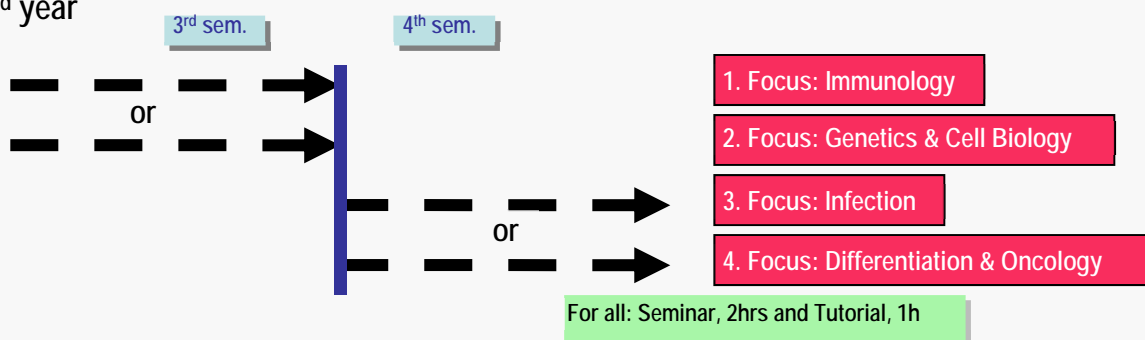 d year
3rd sem.
4th sem.
or
or
1. Focus: Immunology
2. Focus: Genetics & Cell Biology
3. Focus: Infection
4. Focus: Differentiation & Oncology
For all: Seminar, 2hrs and Tutorial, 1h